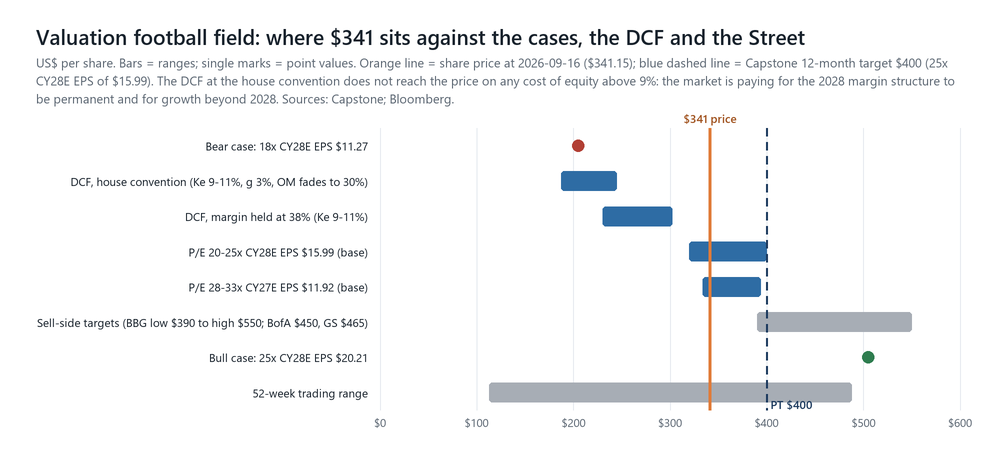 Valuation football field: where $341 sits against the cases, the DCF and the Street
US$ per share. Bars = ranges; single marks = point values. Orange line = share price at 2026-09-16 ($341.15); blue dashed line = Capstone 12-month target $400 (25x
CY28E EPS of $15.99). The DCF at the house convention does not reach the price on any cost of equity above 9%: the market is paying for the 2028 margin structure to
be permanent and for growth beyond 2028. Sources: Capstone; Bloomberg.
$341 price
Bear case: 18x CY28E EPS $11.27
DCF, house convention (Ke 9-11%, g 3%, OM fades to 30%)
DCF, margin held at 38% (Ke 9-11%)
P/E 20-25x CY28E EPS $15.99 (base)
P/E 28-33x CY27E EPS $11.92 (base)
Sell-side targets (BBG low $390 to high $550; BofA $450, GS $465)
Bull case: 25x CY28E EPS $20.21
52-week trading range
PT $400
$0 $100 $200 $300 $400 $500 $600